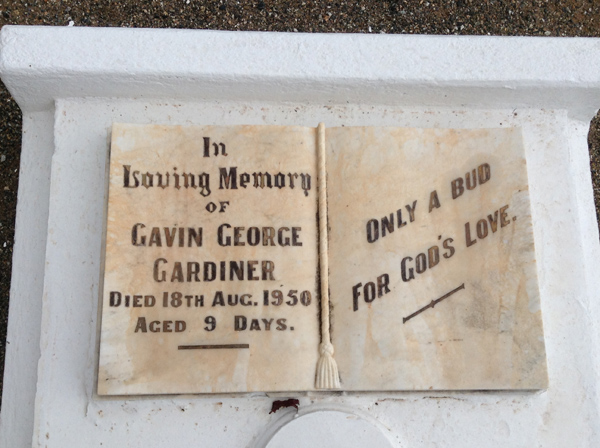 In
Loving Memory
OF
GAVIN GEORGE
GARDINER
DIED 18TH AUG. 1950
AGED 9 DAYS.
ONLY A BUD
FOR GOD'S LOVE.